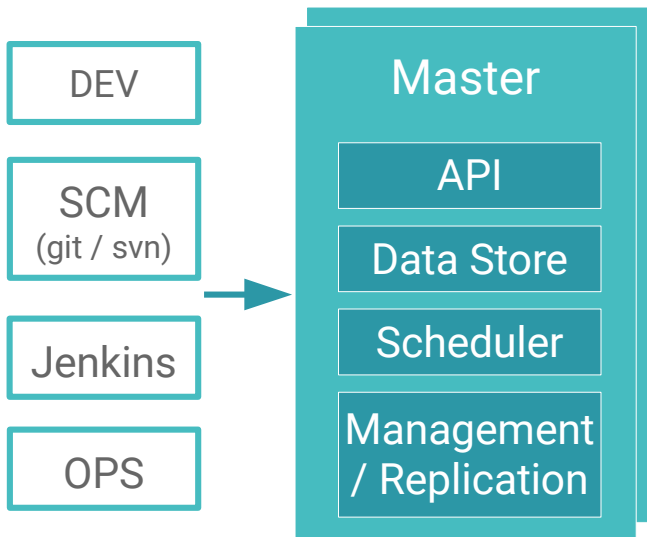 DEV
SCM
(git / svn)
Jenkins
OPS
Master
API
Data Store
Scheduler
Management
/ Replication